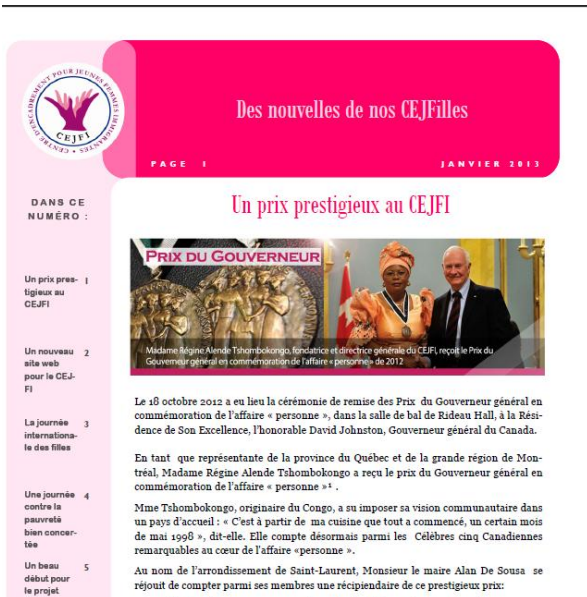 CENTRE D'ENCADREMENT POUR JEUNES FEMMES IMMIGRANTES •
CEJFI
Des nouvelles de nos CEJFilles
PAGE 1
JANVIER 2013
DANS CE
NUMÉRO :
Un prix pres- 1
tigieux au
CEJFI
Un nouveau 2
site web
pour le CEJ-
FI
La journée 3
internationa-
le des filles
Une journée 4
contre la
pauvreté
bien concer-
tée
Un beau 5
début pour
le projet
Un prix prestigieux au CEJFI
PRIX DU GOUVERNEUR
Madame Régine Alende Tshombokongo, fondatrice et directrice générale du CEJFI, reçoit le Prix du
Gouverneur général en commémoration de l'affaire « personne » de 2012
Le 18 octobre 2012 a eu lieu la cérémonie de remise des Prix du Gouverneur général en
commémoration de l'affaire « personne », dans la salle de bal de Rideau Hall, à la Rési-
dence de Son Excellence, l'honorable David Johnston, Gouverneur général du Canada.
En tant que représentante de la province du Québec et de la grande région de Mon-
tréal, Madame Régine Alende Tshombokongo a reçu le prix du Gouverneur général en
commémoration de l'affaire « personne »¹ .
Mme Tshombokongo, originaire du Congo, a su imposer sa vision communautaire dans
un pays d'accueil : « C'est à partir de ma cuisine que tout a commencé, un certain mois
de mai 1998 », dit-elle. Elle compte désormais parmi les Célèbres cinq Canadiennes
remarquables au cœur de l'affaire «personne ».
Au nom de l'arrondissement de Saint-Laurent, Monsieur le maire Alan De Sousa se
réjouit de compter parmi ses membres une récipiendaire de ce prestigieux prix: